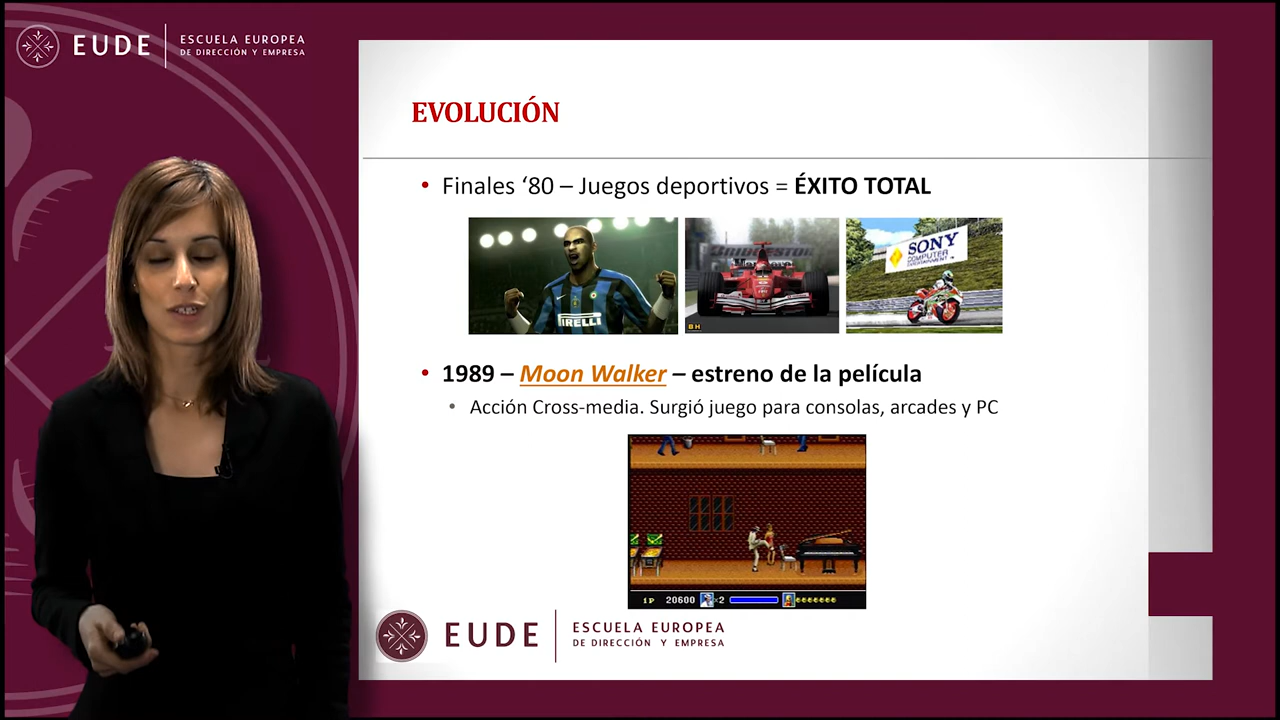 EUDE
ESCUELA EUROPEA
DE DIRECCIÓN Y EMPRESA
EVOLUCIÓN
• Finales ‘80 – Juegos deportivos = ÉXITO TOTAL
PIRELLI
BRIDGESTONE
SONY
COMPUTER
ENTERTAINMENT
• 1989 – Moon Walker – estreno de la película
• Acción Cross-media. Surgió juego para consolas, arcades y PC
1P 20600 x2
EUDE
ESCUELA EUROPEA
DE DIRECCIÓN Y EMPRESA